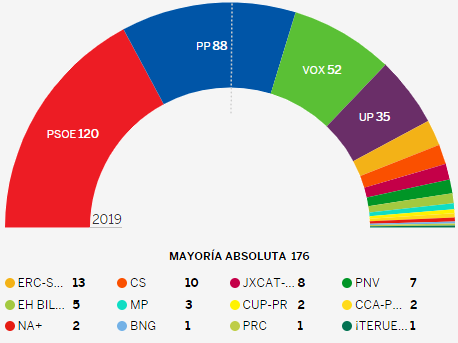 PP 88
VOX 52
UP 35
PSOE 120
2019
MAYORÍA ABSOLUTA 176
ERC-S... 13 CS 10 JXCAT-... 8 PNV 7
EH BIL... 5 MP 3 CUP-PR 2 CCA-P... 2
NA+ 2 BNG 1 PRC 1 ¡TERUE... 1